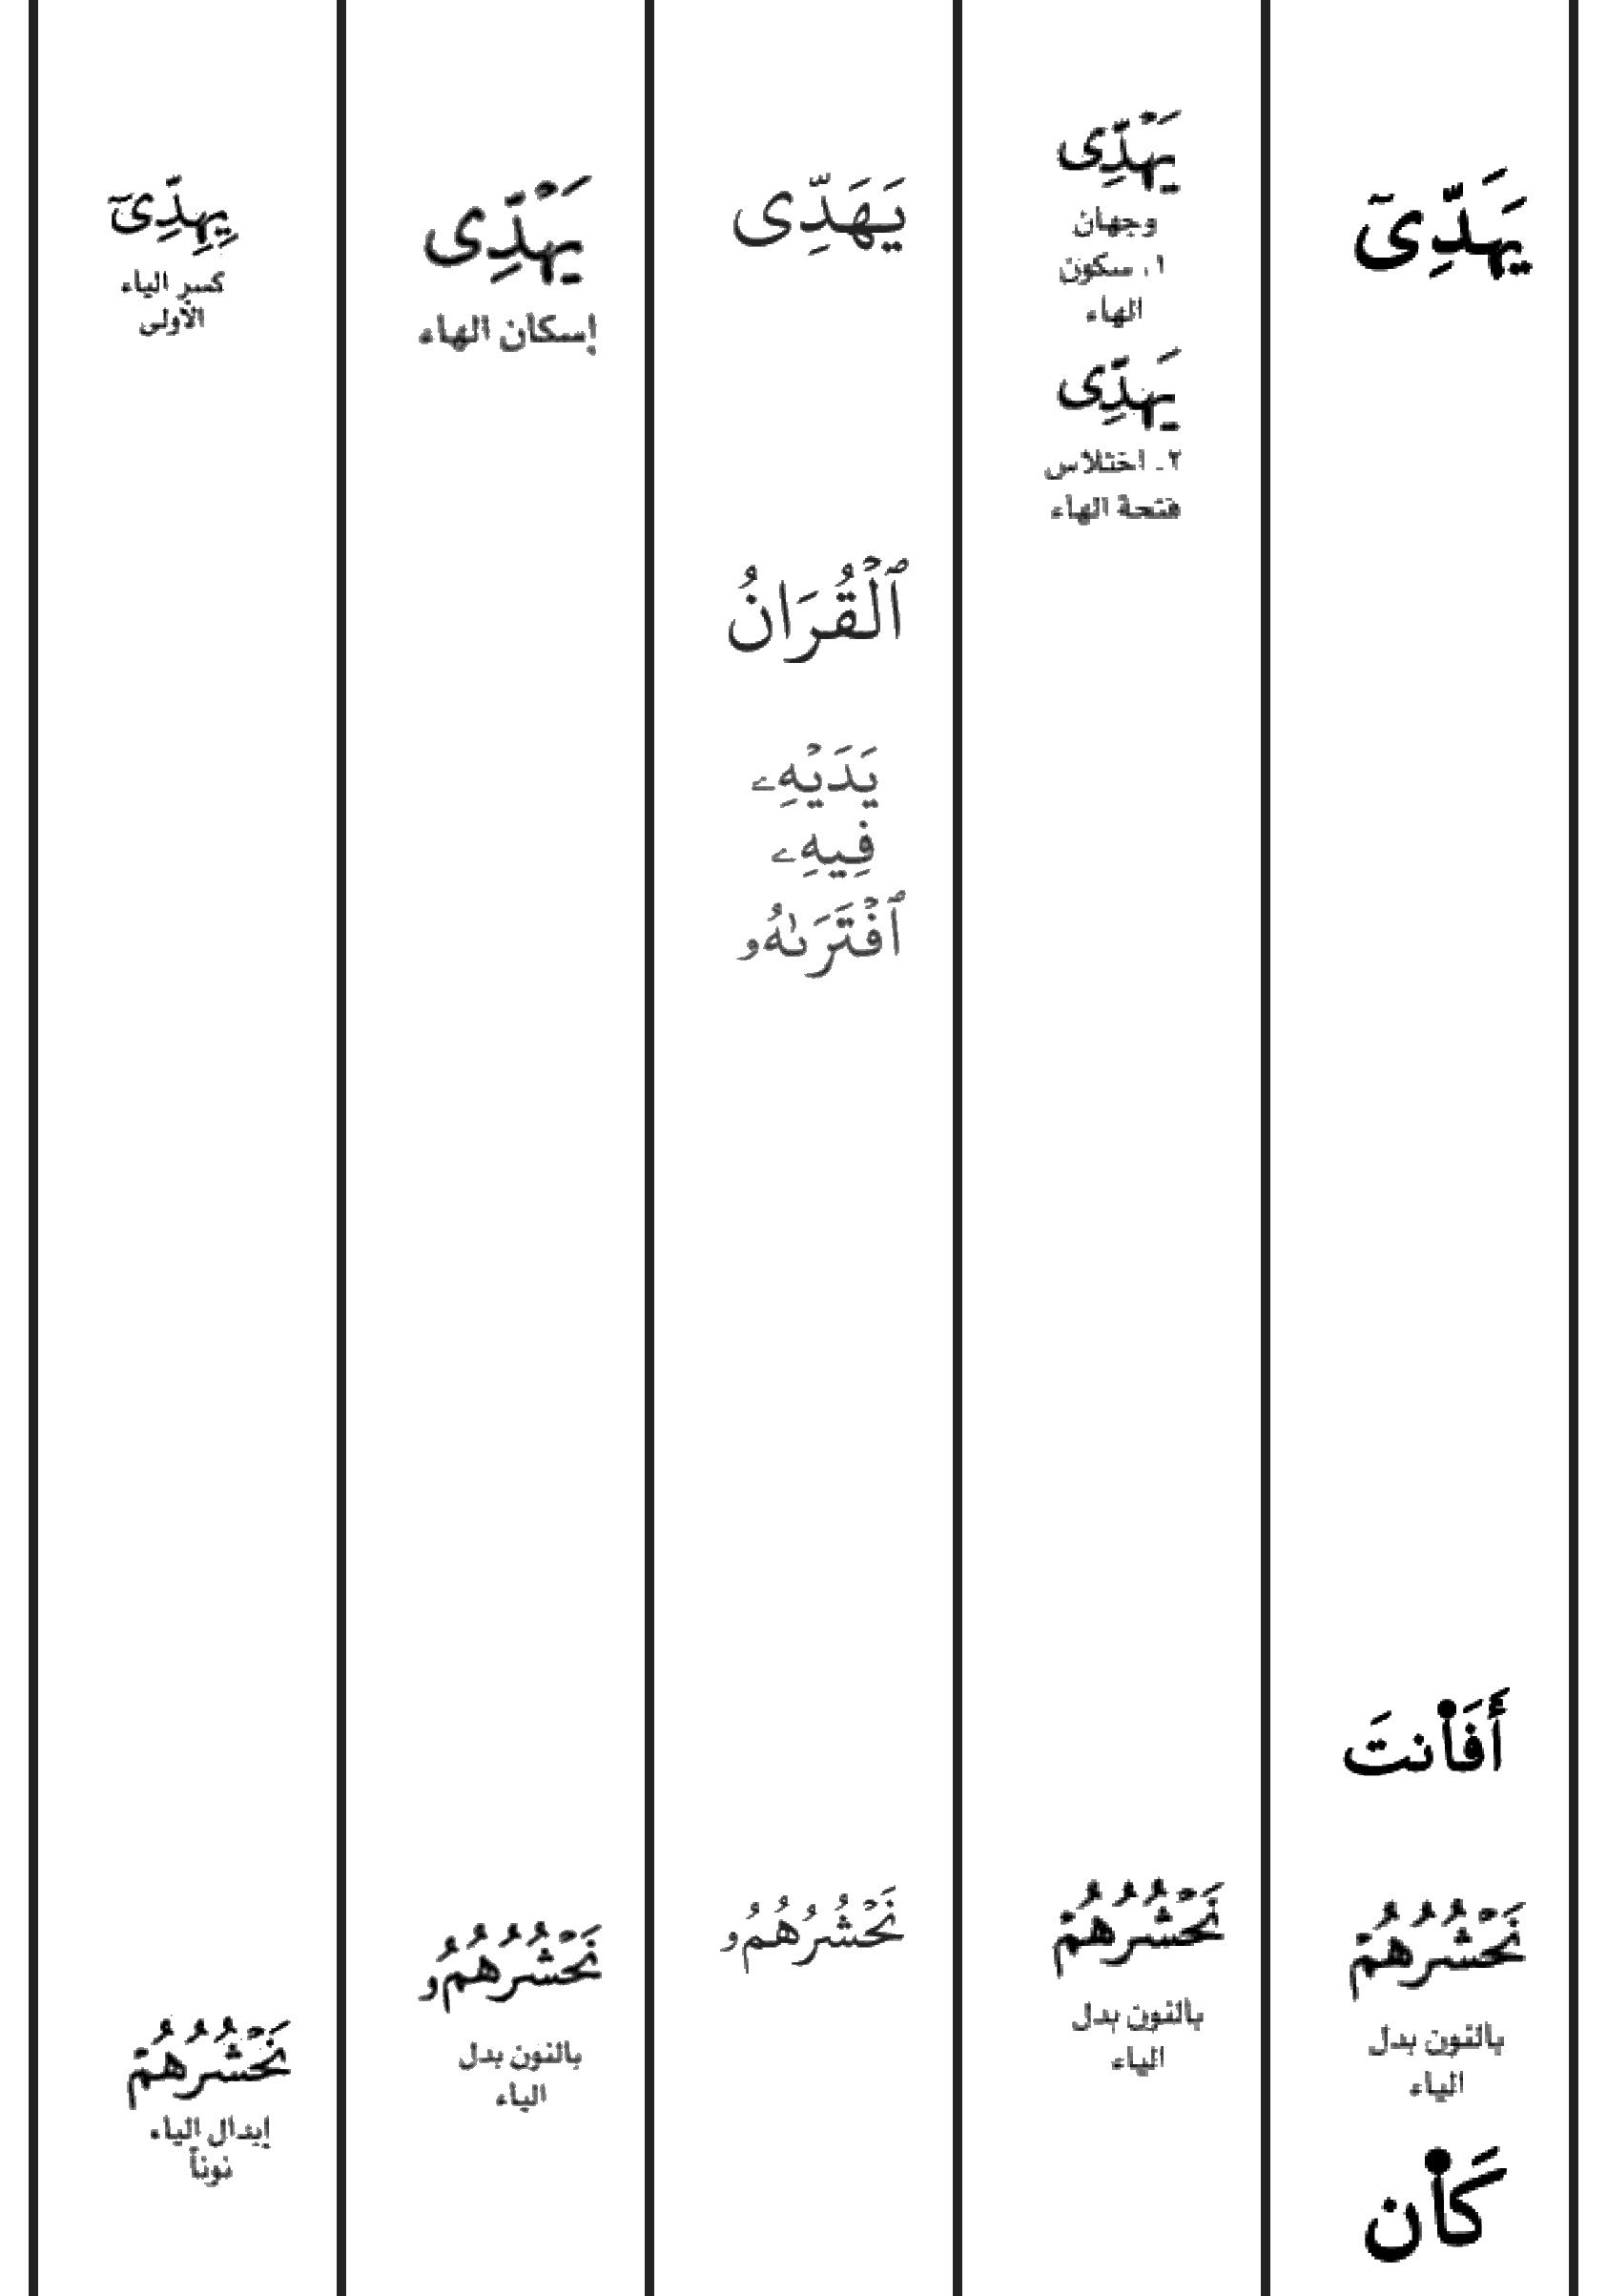 يَهَدِّىٓ
أَفَا۬نتَ
نَحْشُرُهُمْ
بالنون بدل
الياء
كَا۬ن
يَهْدِّى
وجهان
١. سكون
الهاء
يَهَدِّى
٢- اختلاس
فتحة الهاء
نَحْشُرُهُمْ
بالنون بدل
الياء
يَهَدِّى
ٱلْقُرَانُ
يَدَيْهِۦ
فِيهِۦ
ٱفْتَرَىٰهُۥ
نَحْشُرُهُمُۥ
يَهْدِّى
إسكان الهاء
نَحْشُرُهُمُۥ
بالنون بدل
الياء
يِهِدِّىٓ
كسر الياء
الأولى
نَحْشُرُهُمْ
إبدال الياء
نوناً